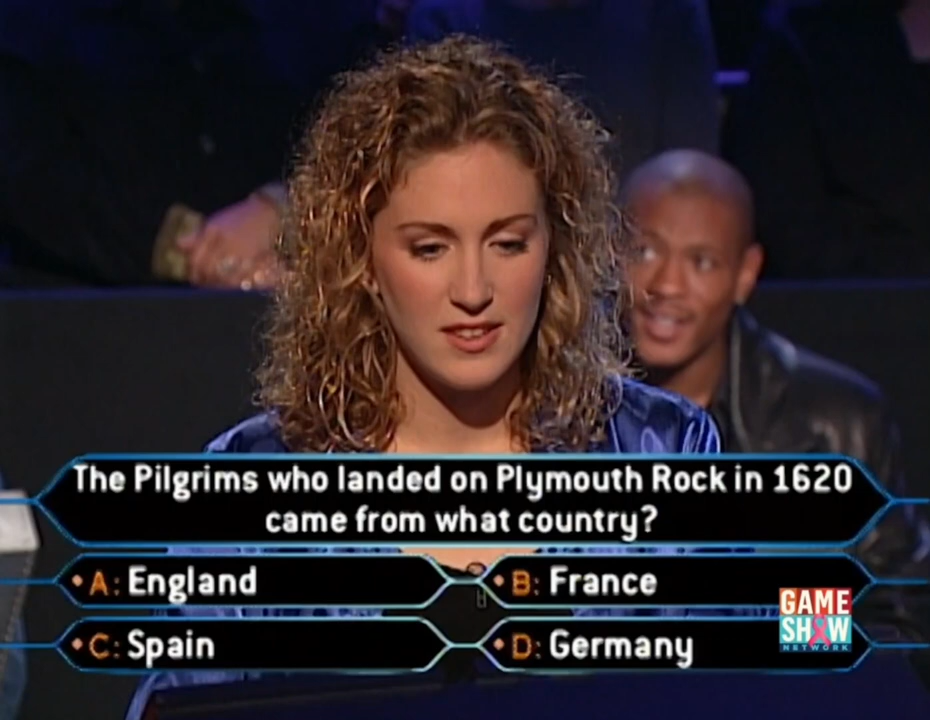 The Pilgrims who landed on Plymouth Rock in 1620
came from what country?
A: England
B: France
C: Spain
D: Germany
GAME
SHOW
NETWORK